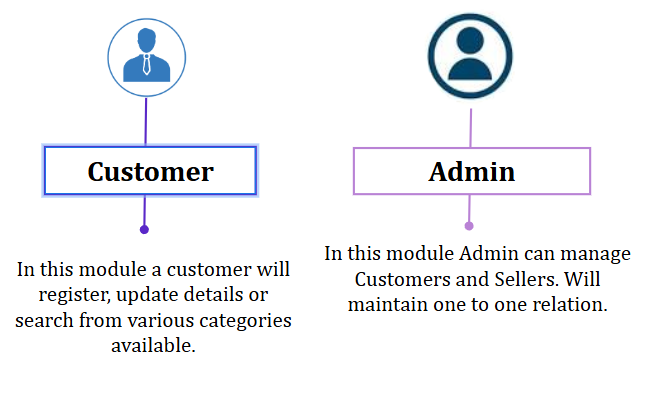 Customer
In this module a customer will
register, update details or
search from various categories
available.
Admin
In this module Admin can manage
Customers and Sellers. Will
maintain one to one relation.